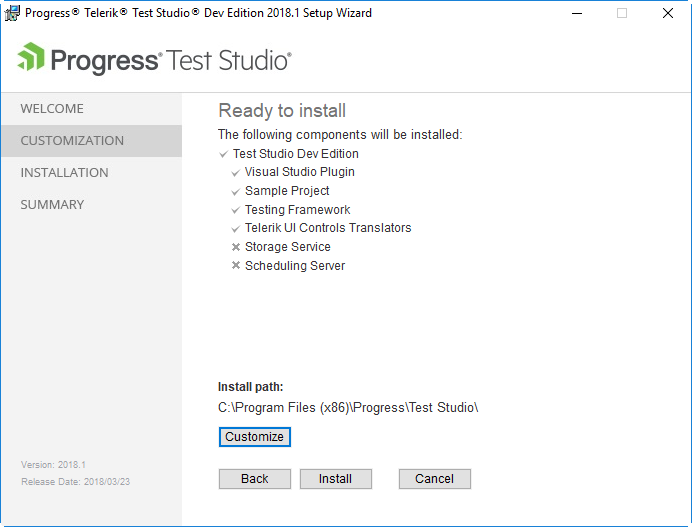 Progress® Telerik® Test Studio® Dev Edition 2018.1 Setup Wizard
Progress® Test Studio®
WELCOME
CUSTOMIZATION
INSTALLATION
SUMMARY
Version: 2018.1
Release Date: 2018/03/23
Ready to install
The following components will be installed:
Test Studio Dev Edition
Visual Studio Plugin
Sample Project
Testing Framework
Telerik UI Controls Translators
Storage Service
Scheduling Server
Install path:
C:\Program Files (x86)\Progress\Test Studio\
Customize
Back Install Cancel